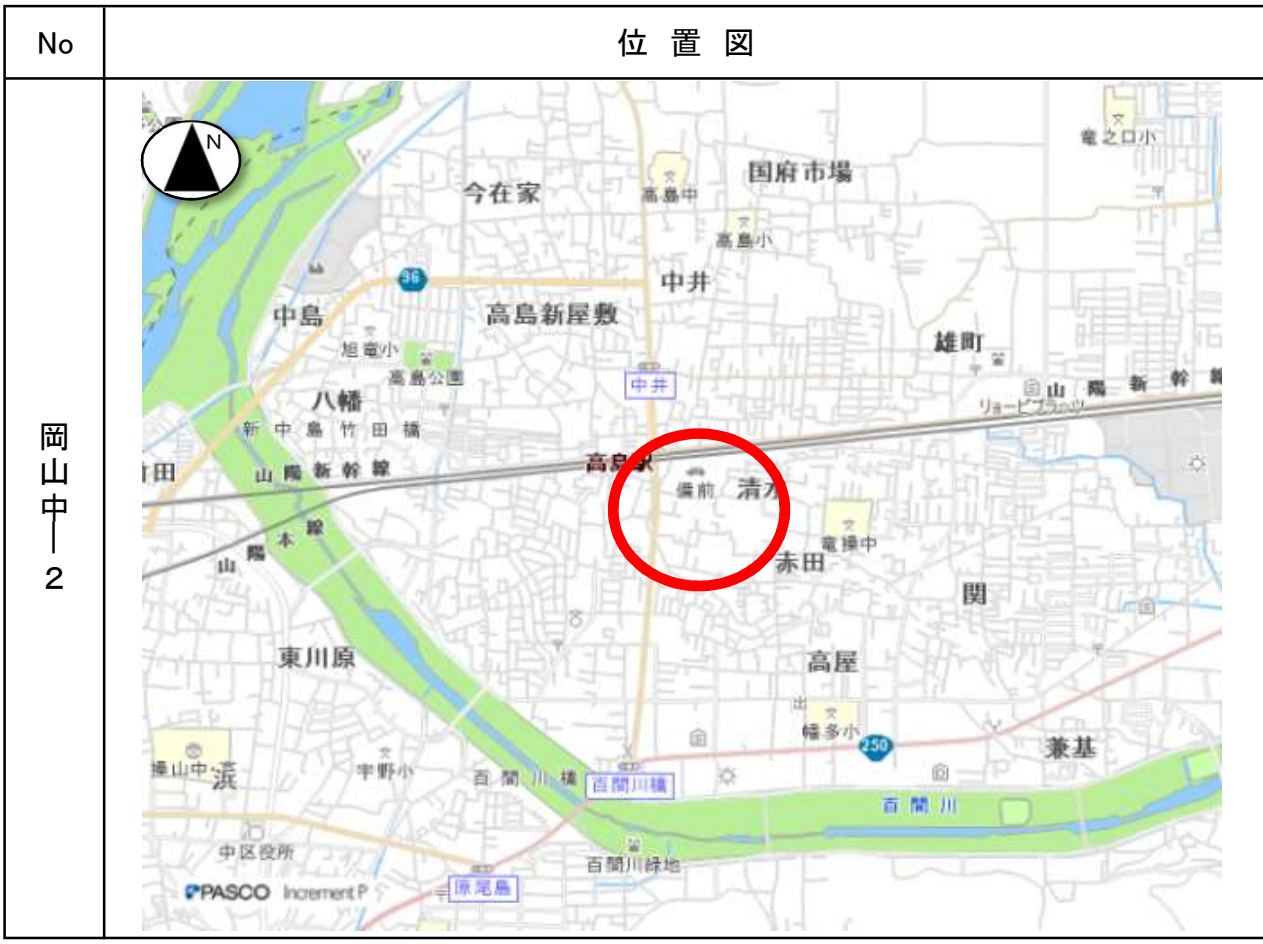 No
位置図
岡山中―2
N
竜之口小
国府市場
今在家
高島中
高島小
中井
96
中島
高島新屋敷
雄町
旭竜小
高島公園
中井
山陽新幹線
リョービプラッツ
八幡
新中島竹田橋
高島駅
竹田
山陽新幹線
備前
清水
山陽本線
竜操中
赤田
関
東川原
高屋
幡多小
250
兼基
操山中・高
浜
宇野小
百間川橋
百間川橋
百間川
中区役所
百間川緑地
PASCO Increment P
原尾島